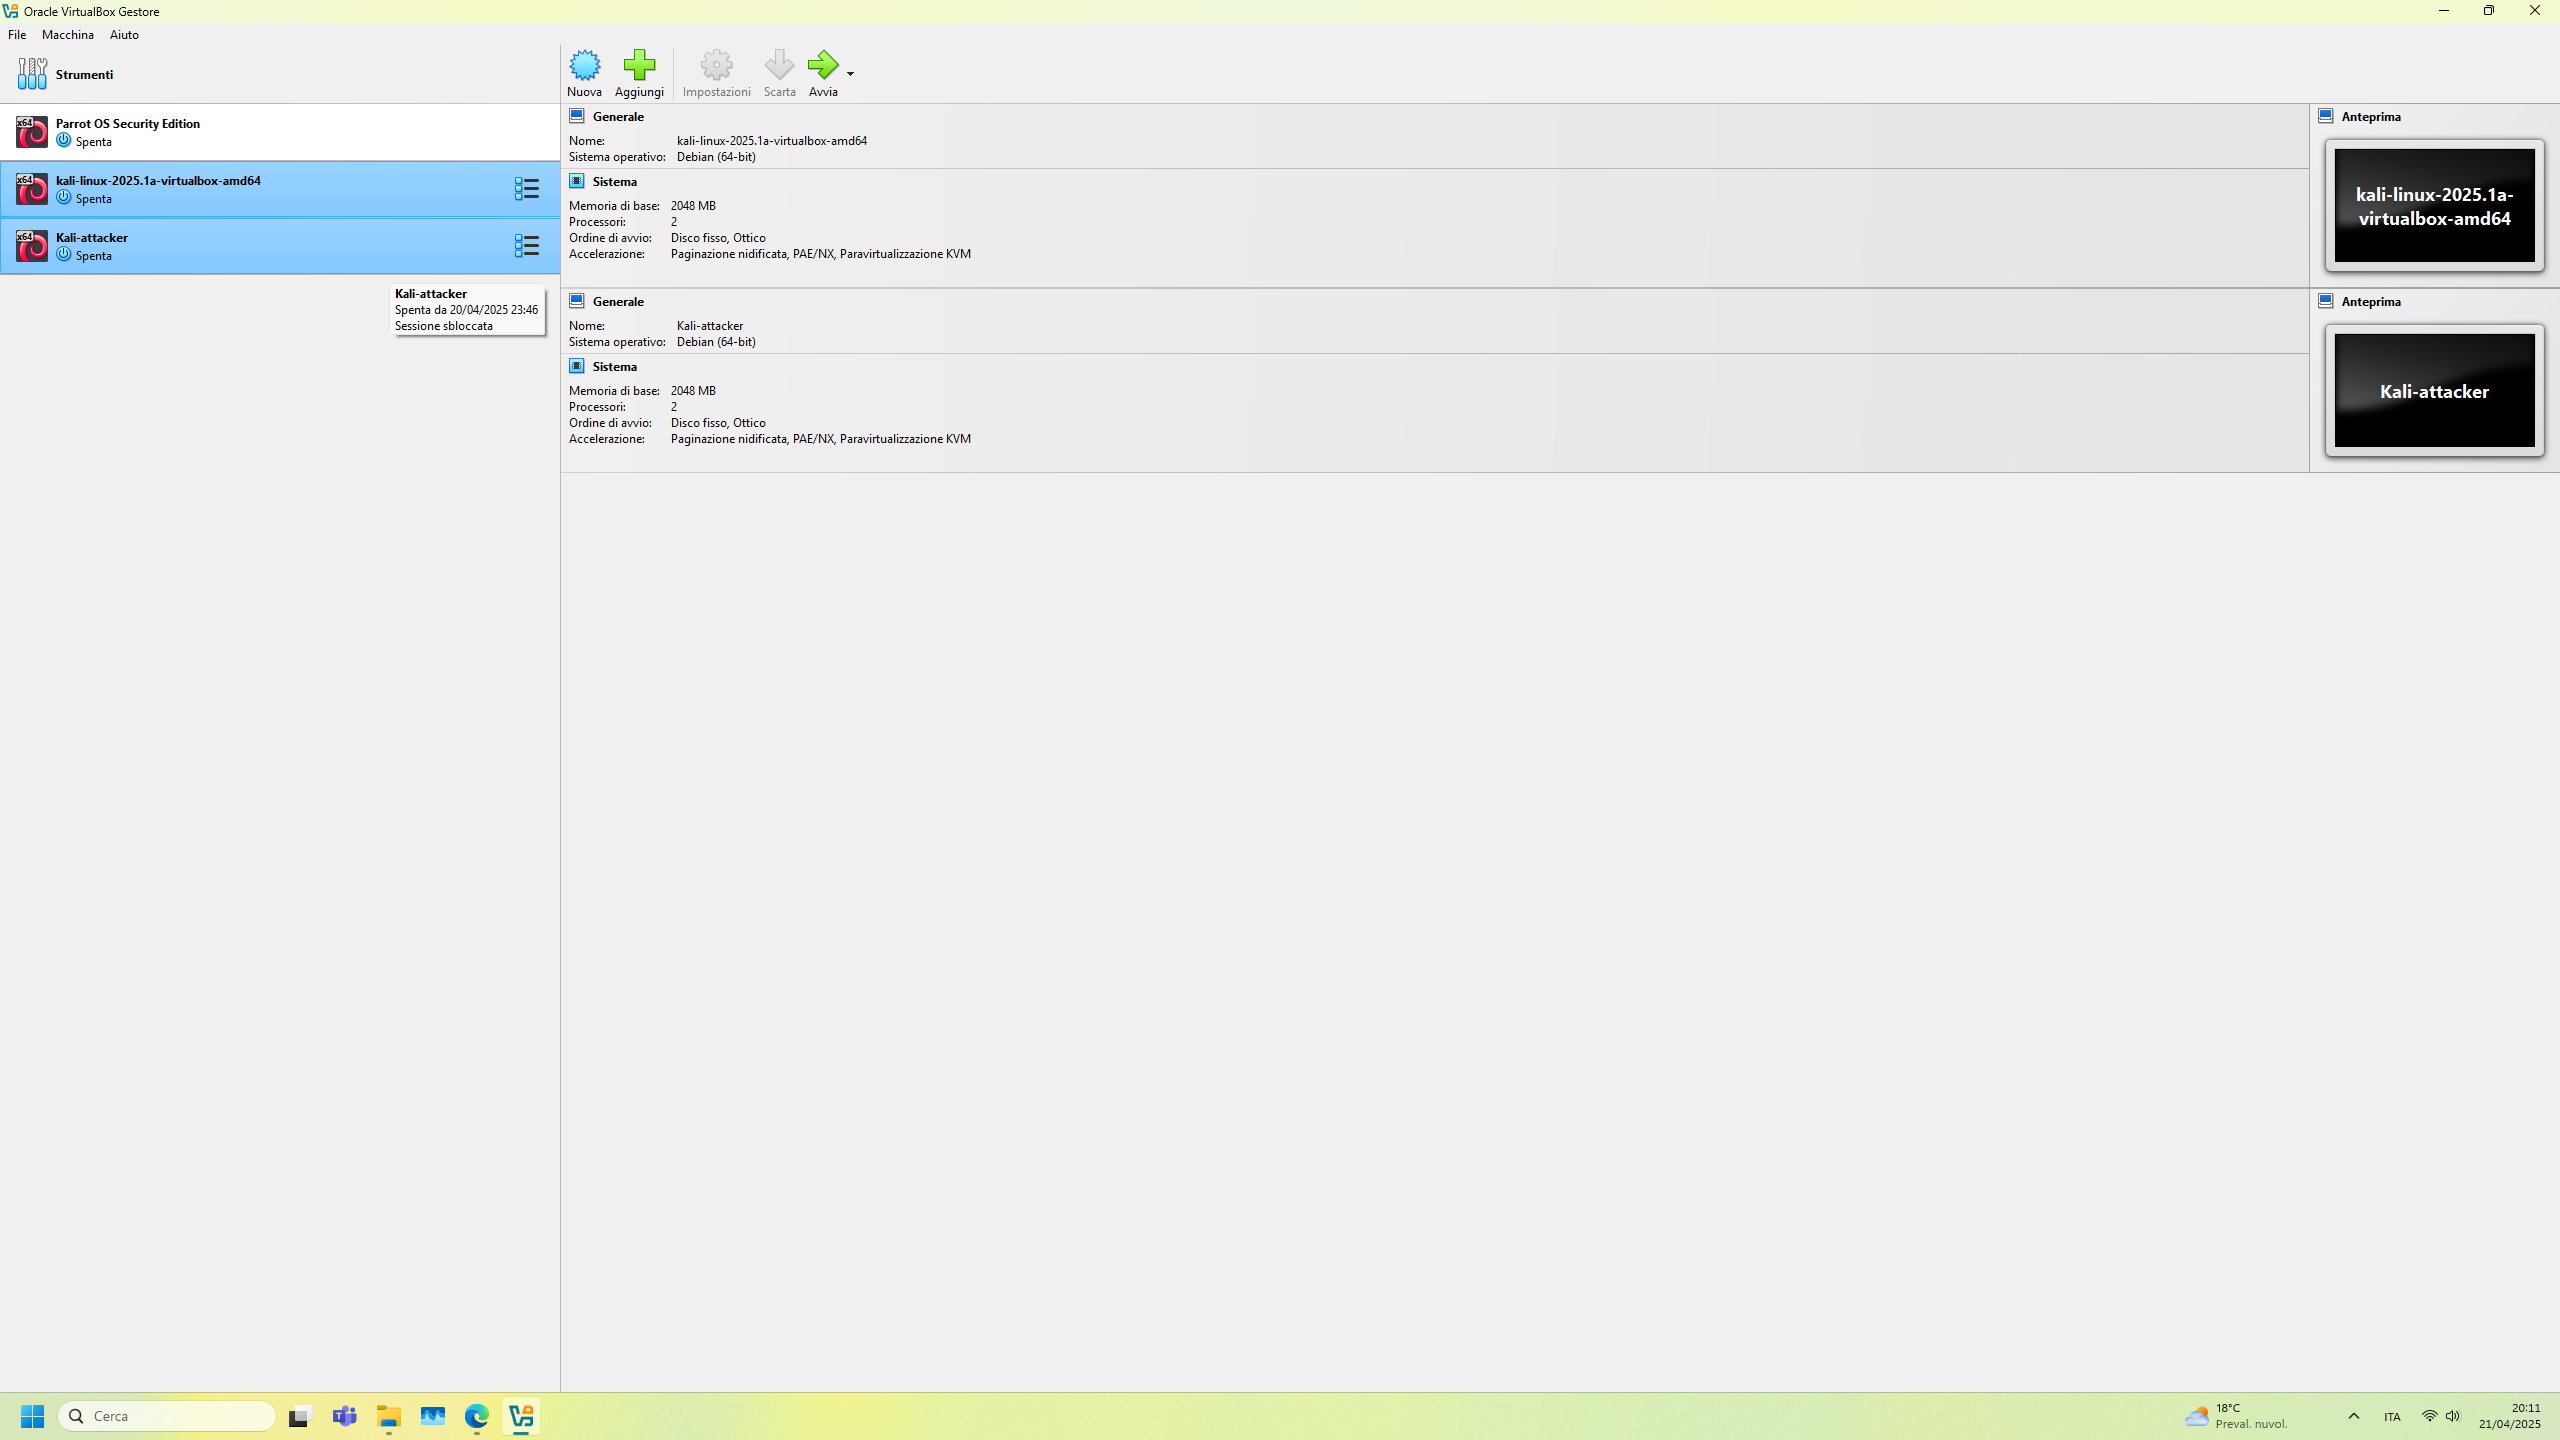 Oracle VirtualBox Gestore
File Macchina Aiuto
Strumenti
Nuova Aggiungi Impostazioni Scarta Avvia
x64 Parrot OS Security Edition
Spenta
x64 kali-linux-2025.1a-virtualbox-amd64
Spenta
x64 Kali-attacker
Spenta
Kali-attacker
Spenta da 20/04/2025 23:46
Sessione sbloccata
Generale
Nome: kali-linux-2025.1a-virtualbox-amd64
Sistema operativo: Debian (64-bit)
Sistema
Memoria di base: 2048 MB
Processori: 2
Ordine di avvio: Disco fisso, Ottico
Accelerazione: Paginazione nidificata, PAE/NX, Paravirtualizzazione KVM
Anteprima
kali-linux-2025.1a-
virtualbox-amd64
Generale
Nome: Kali-attacker
Sistema operativo: Debian (64-bit)
Sistema
Memoria di base: 2048 MB
Processori: 2
Ordine di avvio: Disco fisso, Ottico
Accelerazione: Paginazione nidificata, PAE/NX, Paravirtualizzazione KVM
Anteprima
Kali-attacker
Cerca
18°C
Preval. nuvol.
ITA
20:11
21/04/2025